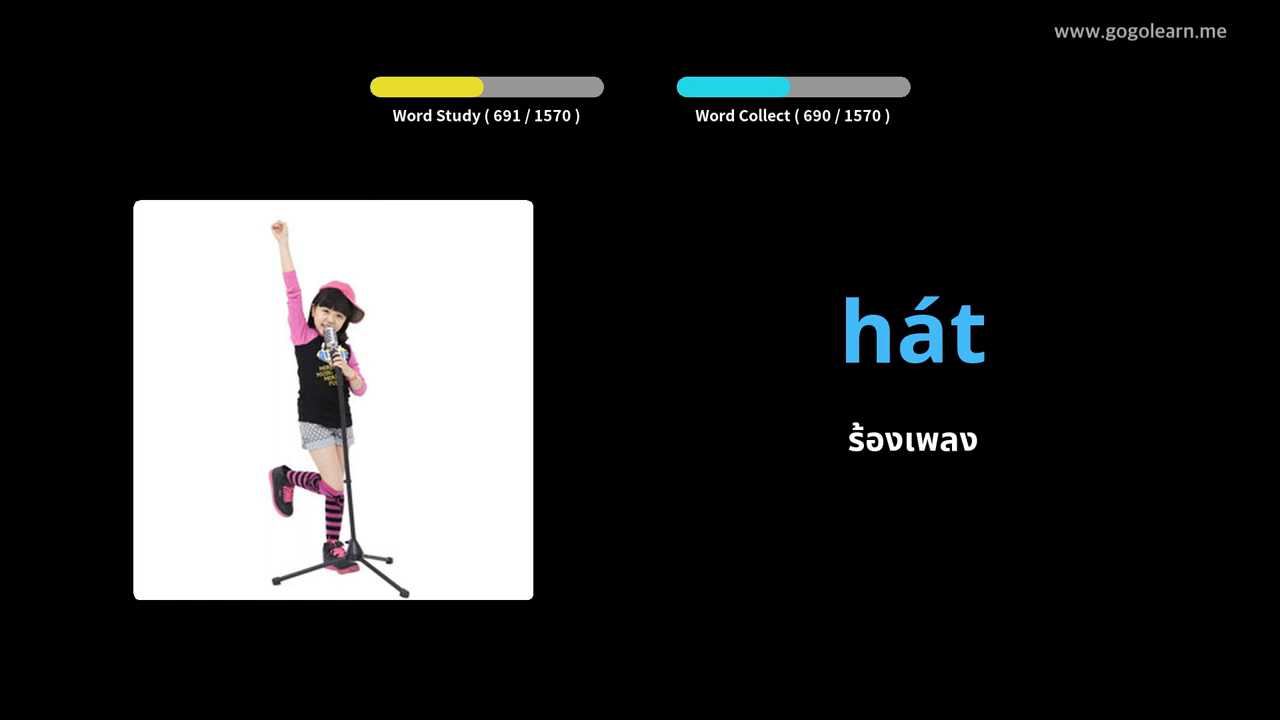 www.gogolearn.me
Word Study ( 691 / 1570 )
Word Collect ( 690 / 1570 )
hát
ร้องเพลง